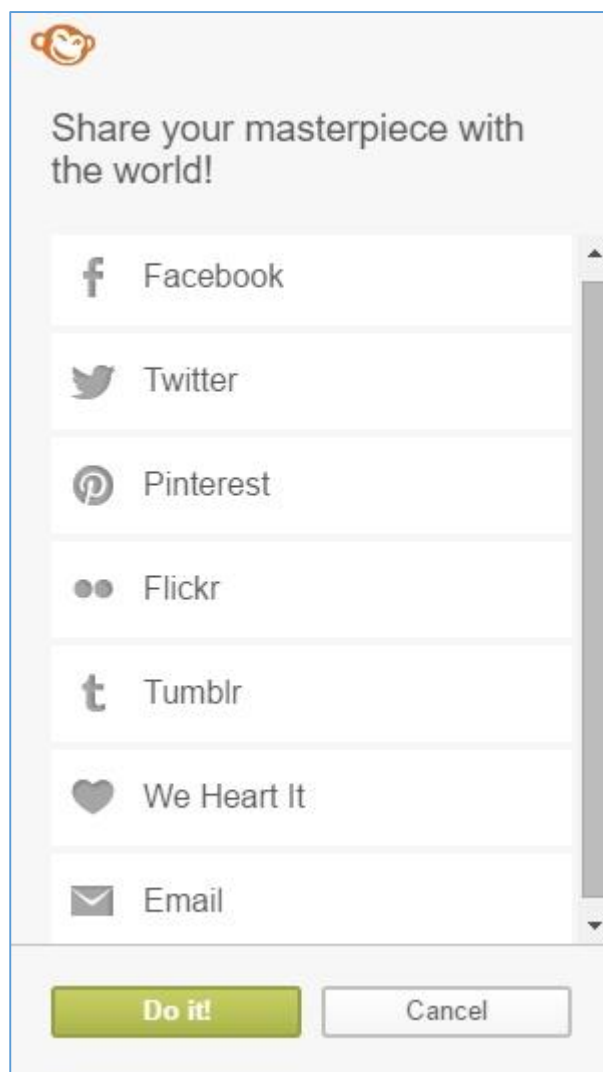 Share your masterpiece with
the world!
Facebook
Twitter
Pinterest
Flickr
Tumblr
We Heart It
Email
Do it!
Cancel